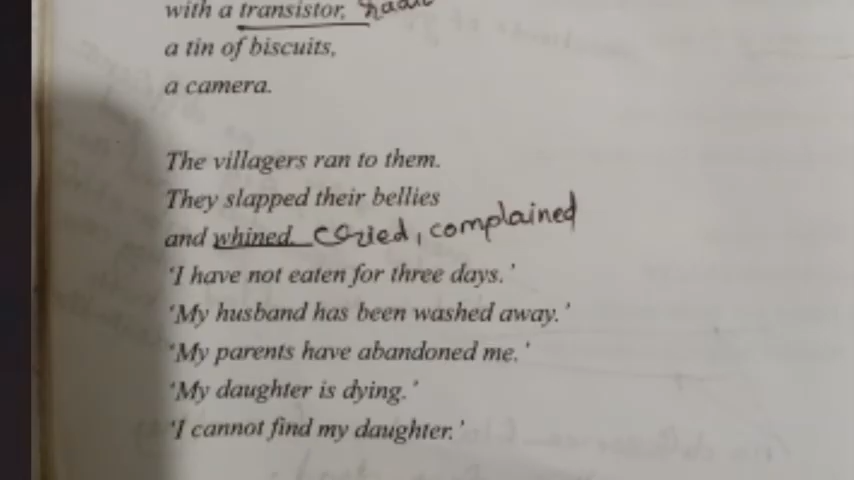 with a transistor, radio
a tin of biscuits,
a camera.
The villagers ran to them.
They slapped their bellies
and whined. cried, complained
'I have not eaten for three days.'
'My husband has been washed away.'
'My parents have abandoned me.'
'My daughter is dying.'
'I cannot find my daughter.'